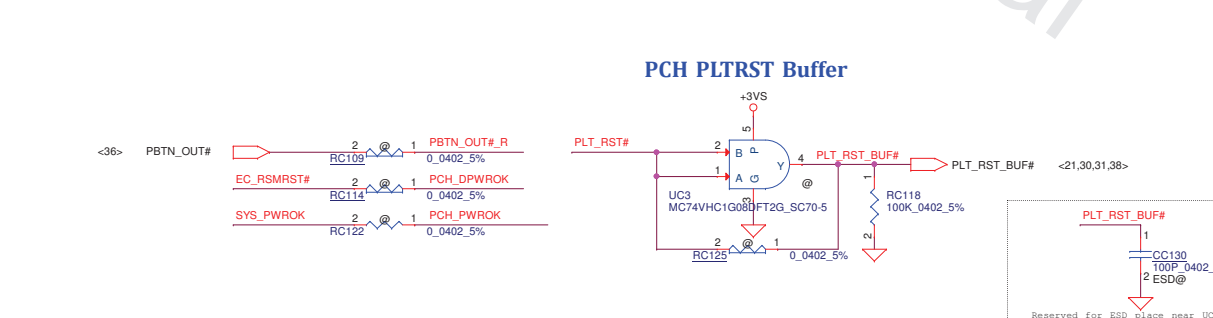 PCH PLTRST Buffer
+3VS
<36> PBTN_OUT# 2 @ 1 PBTN_OUT#_R
RC109 0_0402_5%
EC_RSMRST# 2 @ 1 PCH_DPWROK
RC114 0_0402_5%
SYS_PWROK 2 @ 1 PCH_PWROK
RC122 0_0402_5%
PLT_RST# 2 B P 5
1 A G 3 Y 4 PLT_RST_BUF# PLT_RST_BUF# <21,30,31,38>
@
UC3
MC74VHC1G08DFT2G_SC70-5
1 RC118
100K_0402_5%
2
2 @ 1
RC125 0_0402_5%
PLT_RST_BUF#
1
CC130
100P_0402_
2 ESD@
Reserved for ESD place near UC